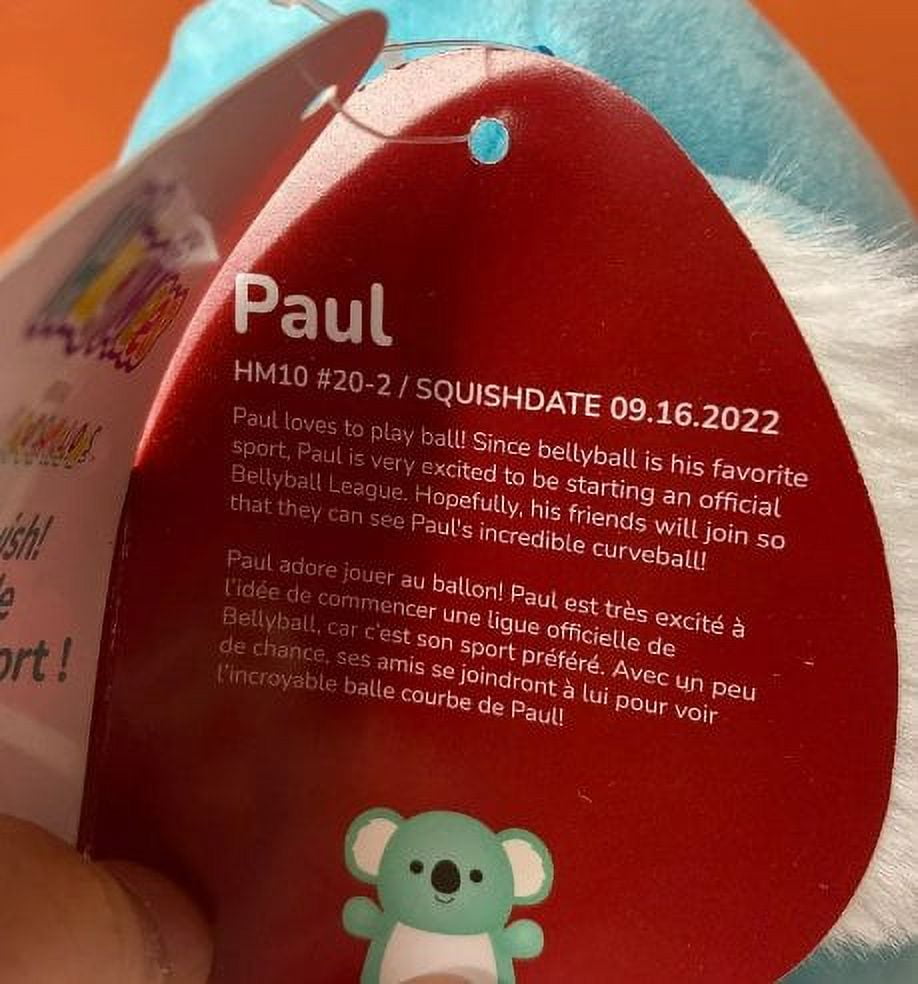 Paul
HM10 #20-2 / SQUISHDATE 09.16.2022
Paul loves to play ball! Since bellyball is his favorite
sport, Paul is very excited to be starting an official
Bellyball League. Hopefully, his friends will join so
that they can see Paul's incredible curveball!
Paul adore jouer au ballon! Paul est très excité à
l'idée de commencer une ligue officielle de
Bellyball, car c'est son sport préféré. Avec un peu
de chance, ses amis se joindront à lui pour voir
l'incroyable balle courbe de Paul!